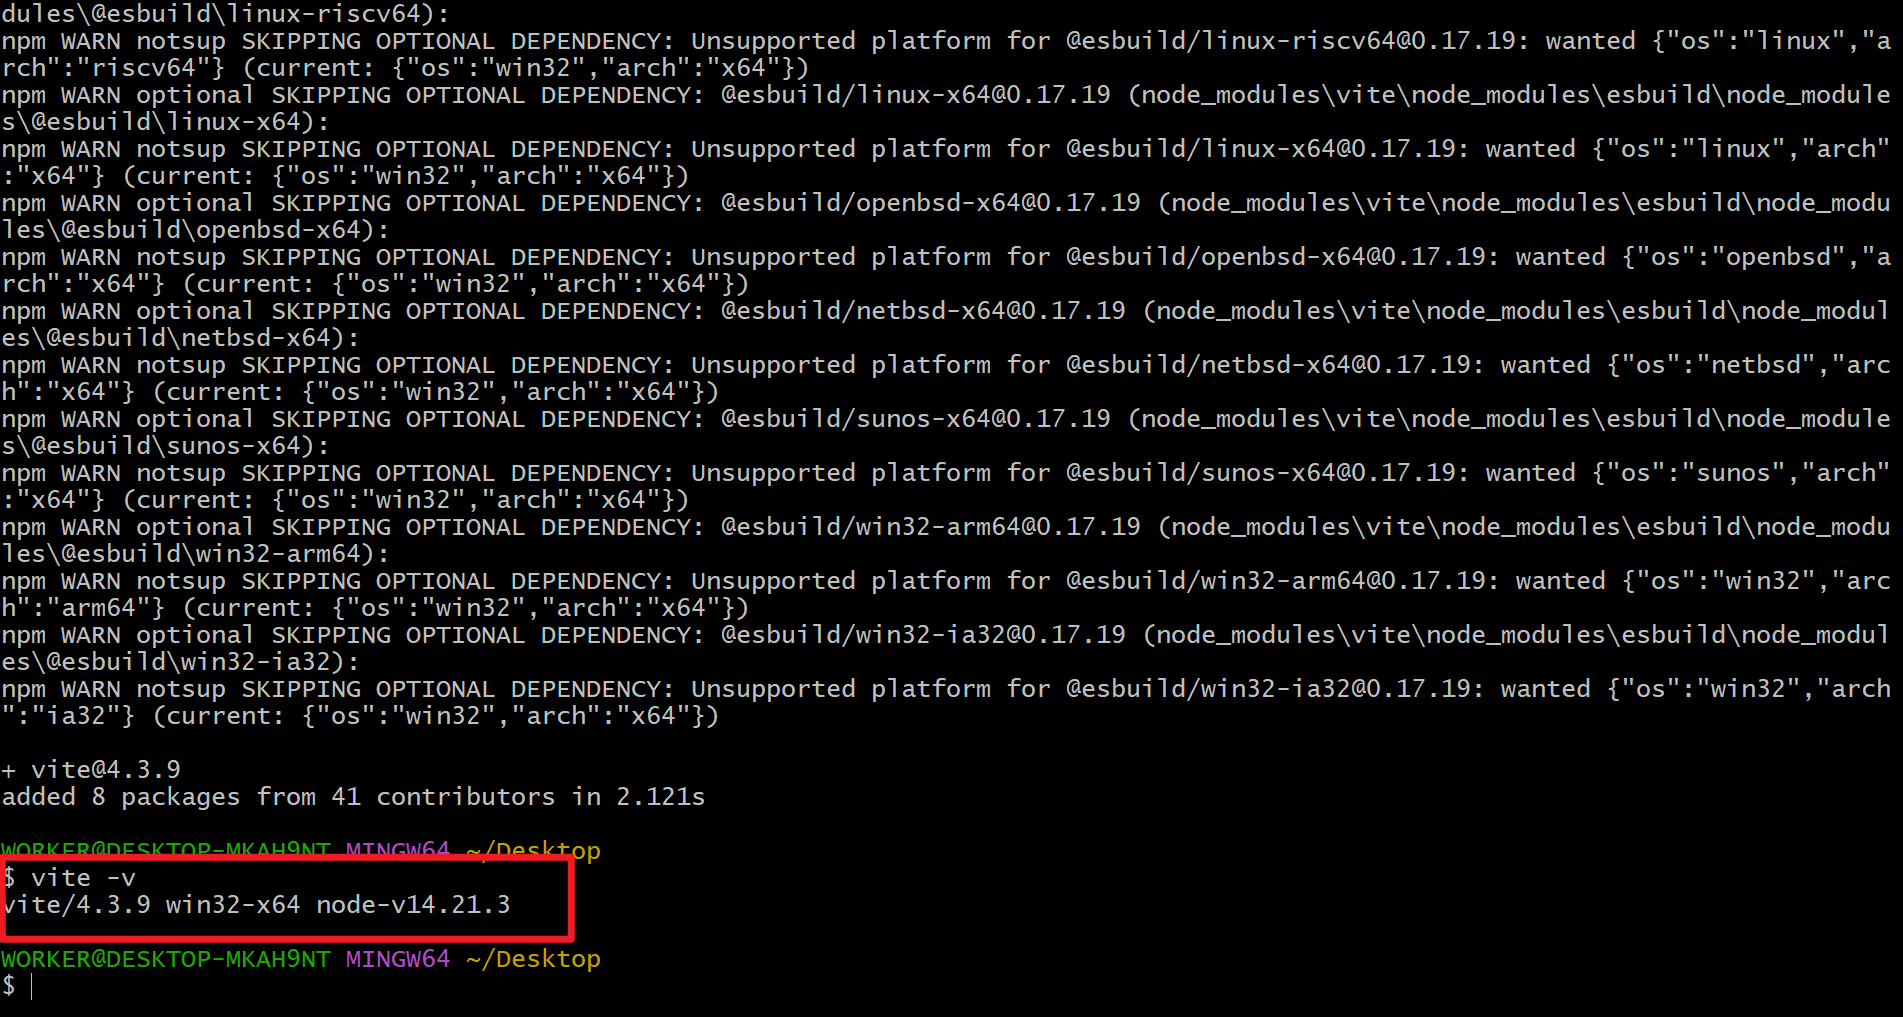 dules\@esbuild\linux-riscv64):
npm WARN notsup SKIPPING OPTIONAL DEPENDENCY: Unsupported platform for @esbuild/linux-riscv64@0.17.19: wanted {"os":"linux","a
rch":"riscv64"} (current: {"os":"win32","arch":"x64"})
npm WARN optional SKIPPING OPTIONAL DEPENDENCY: @esbuild/linux-x64@0.17.19 (node_modules\vite\node_modules\esbuild\node_module
s\@esbuild\linux-x64):
npm WARN notsup SKIPPING OPTIONAL DEPENDENCY: Unsupported platform for @esbuild/linux-x64@0.17.19: wanted {"os":"linux","arch"
:"x64"} (current: {"os":"win32","arch":"x64"})
npm WARN optional SKIPPING OPTIONAL DEPENDENCY: @esbuild/openbsd-x64@0.17.19 (node_modules\vite\node_modules\esbuild\node_modu
les\@esbuild\openbsd-x64):
npm WARN notsup SKIPPING OPTIONAL DEPENDENCY: Unsupported platform for @esbuild/openbsd-x64@0.17.19: wanted {"os":"openbsd","a
rch":"x64"} (current: {"os":"win32","arch":"x64"})
npm WARN optional SKIPPING OPTIONAL DEPENDENCY: @esbuild/netbsd-x64@0.17.19 (node_modules\vite\node_modules\esbuild\node_modul
es\@esbuild\netbsd-x64):
npm WARN notsup SKIPPING OPTIONAL DEPENDENCY: Unsupported platform for @esbuild/netbsd-x64@0.17.19: wanted {"os":"netbsd","arc
h":"x64"} (current: {"os":"win32","arch":"x64"})
npm WARN optional SKIPPING OPTIONAL DEPENDENCY: @esbuild/sunos-x64@0.17.19 (node_modules\vite\node_modules\esbuild\node_module
s\@esbuild\sunos-x64):
npm WARN notsup SKIPPING OPTIONAL DEPENDENCY: Unsupported platform for @esbuild/sunos-x64@0.17.19: wanted {"os":"sunos","arch"
:"x64"} (current: {"os":"win32","arch":"x64"})
npm WARN optional SKIPPING OPTIONAL DEPENDENCY: @esbuild/win32-arm64@0.17.19 (node_modules\vite\node_modules\esbuild\node_modu
les\@esbuild\win32-arm64):
npm WARN notsup SKIPPING OPTIONAL DEPENDENCY: Unsupported platform for @esbuild/win32-arm64@0.17.19: wanted {"os":"win32","arc
h":"arm64"} (current: {"os":"win32","arch":"x64"})
npm WARN optional SKIPPING OPTIONAL DEPENDENCY: @esbuild/win32-ia32@0.17.19 (node_modules\vite\node_modules\esbuild\node_modul
es\@esbuild\win32-ia32):
npm WARN notsup SKIPPING OPTIONAL DEPENDENCY: Unsupported platform for @esbuild/win32-ia32@0.17.19: wanted {"os":"win32","arch
":"ia32"} (current: {"os":"win32","arch":"x64"})
+ vite@4.3.9
added 8 packages from 41 contributors in 2.121s
WORKER@DESKTOP-MKAH9NT MINGW64 ~/Desktop
$ vite -v
vite/4.3.9 win32-x64 node-v14.21.3
WORKER@DESKTOP-MKAH9NT MINGW64 ~/Desktop
$